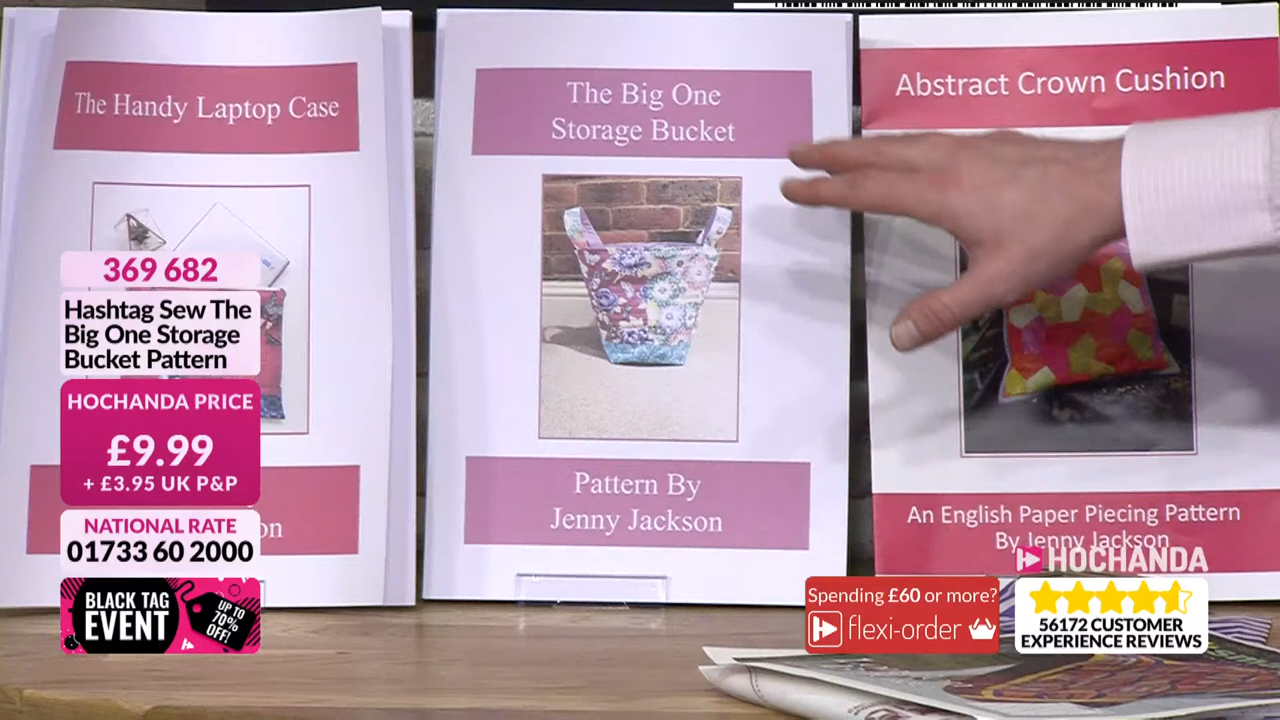 The Handy Laptop Case
The Big One
Storage Bucket
Abstract Crown Cushion
369 682
Hashtag Sew The
Big One Storage
Bucket Pattern
HOCHANDA PRICE
£9.99
+ £3.95 UK P&P
NATIONAL RATE
01733 60 2000
BLACK TAG
EVENT
UP TO
70%
OFF!
on
Pattern By
Jenny Jackson
An English Paper Piecing Pattern
By Jenny Jackson
HOCHANDA
Spending £60 or more?
flexi-order
56172 CUSTOMER
EXPERIENCE REVIEWS